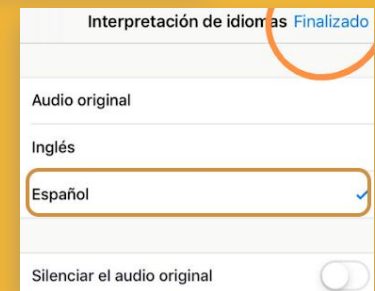 Interpretación de idiomas Finalizado
Audio original
Inglés
Español
Silenciar el audio original